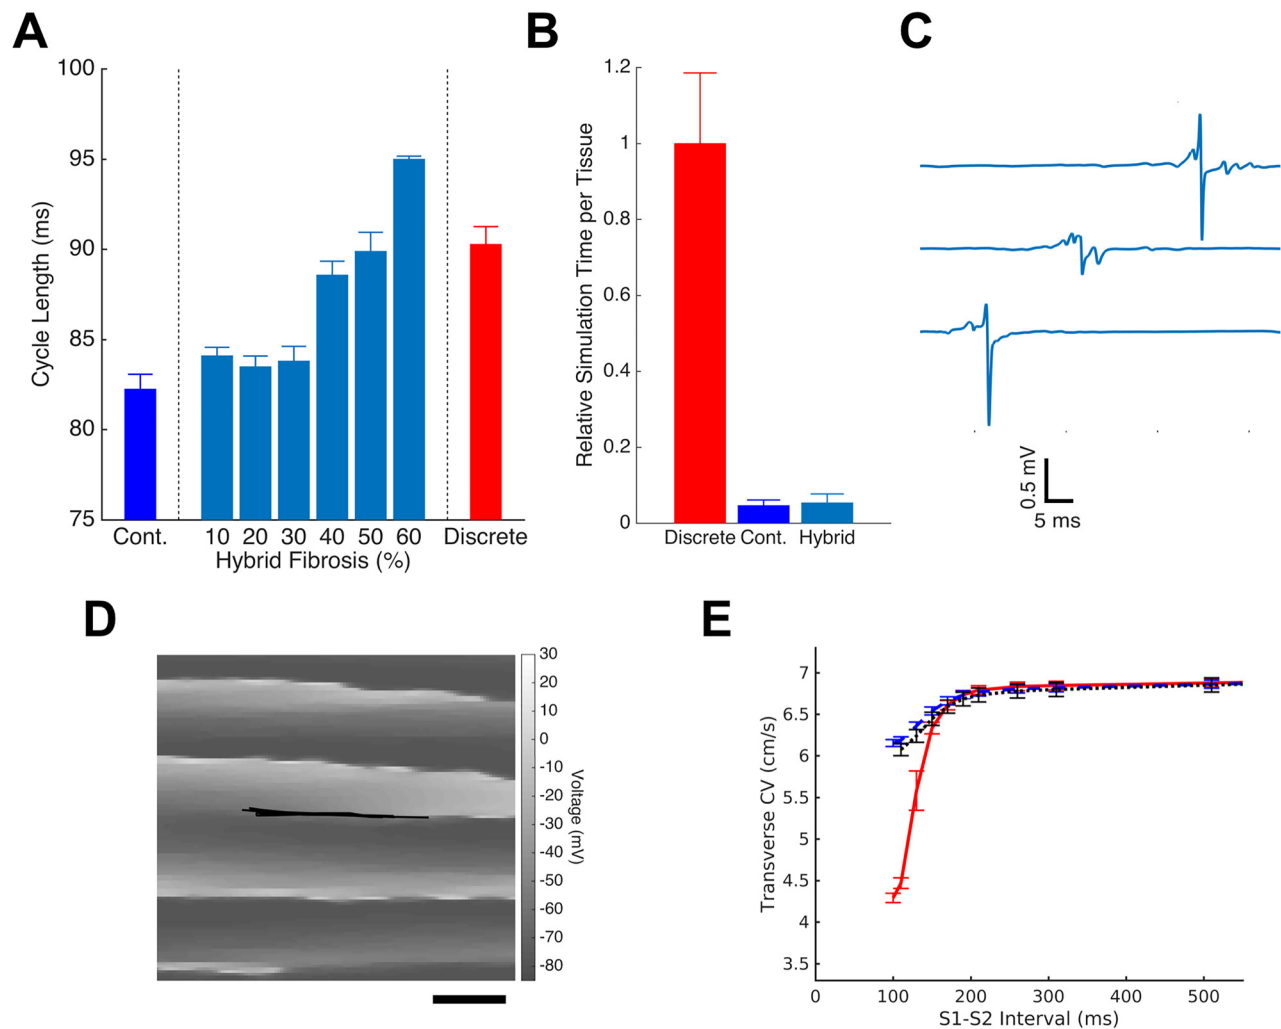 A
100
95
90
85
80
75
Cycle Length (ms)
Cont.
10 20 30 40 50 60
Discrete
Hybrid Fibrosis (%)
B
1.2
1
0.8
0.6
0.4
0.2
0
Relative Simulation Time per Tissue
Discrete Cont. Hybrid
C
0.5 mV
5 ms
D
30
20
10
0
-10
-20
-30
-40
-50
-60
-70
-80
Voltage (mV)
E
7
6.5
6
5.5
5
4.5
4
3.5
Transverse CV (cm/s)
0 100 200 300 400 500
S1-S2 Interval (ms)